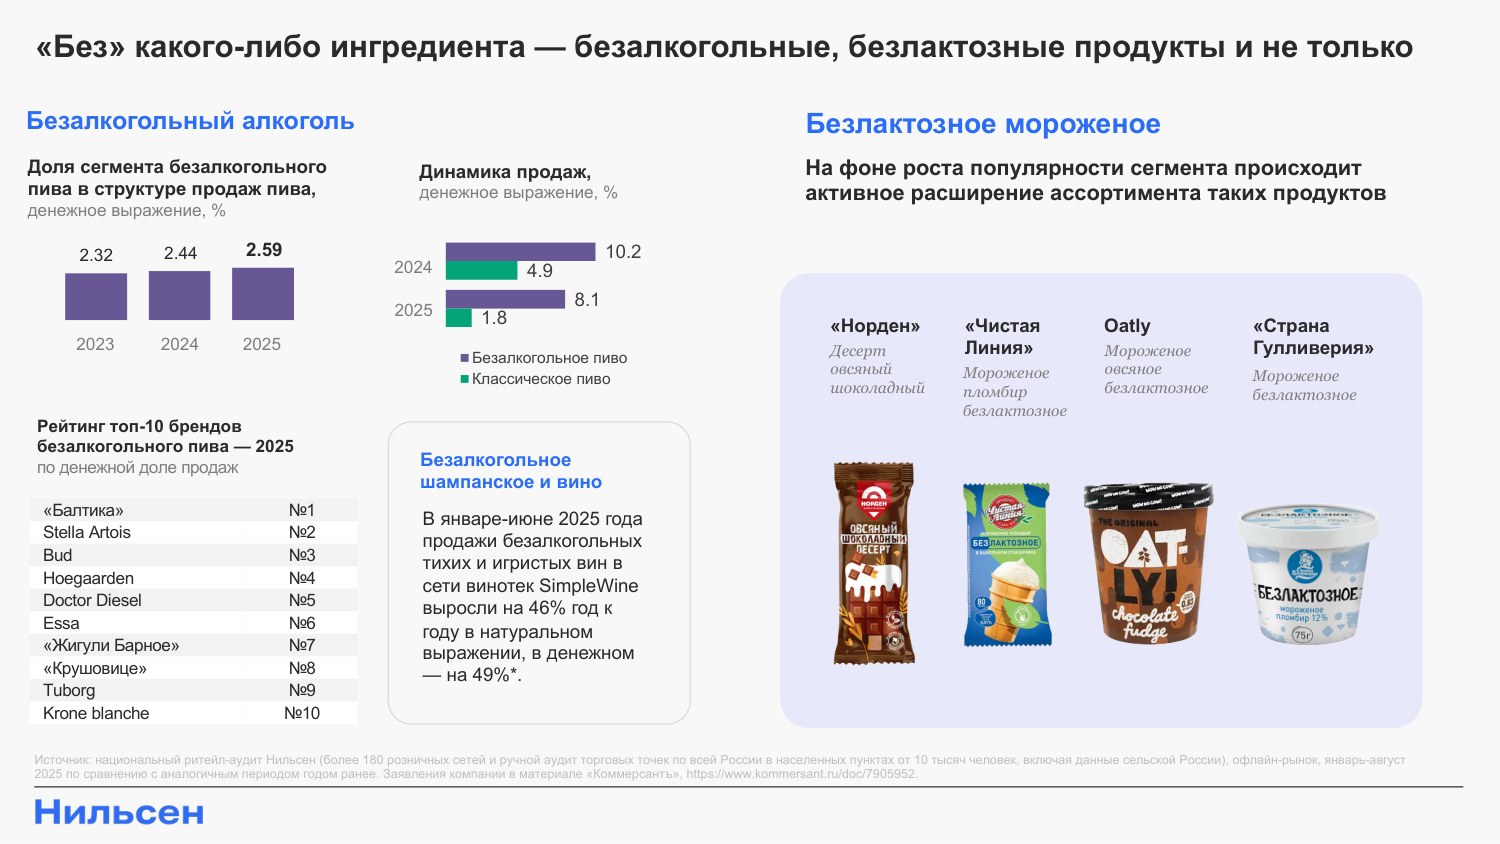 «Без» какого-либо ингредиента — безалкогольные, безлактозные продукты и не только
Безалкогольный алкоголь
Доля сегмента безалкогольного
пива в структуре продаж пива,
денежное выражение, %
2.32
2.44
2.59
2023
2024
2025
Динамика продаж,
денежное выражение, %
2024
10.2
4.9
2025
8.1
1.8
Безалкогольное пиво
Классическое пиво
Рейтинг топ-10 брендов
безалкогольного пива — 2025
по денежной доле продаж
«Балтика» №1
Stella Artois №2
Bud №3
Hoegaarden №4
Doctor Diesel №5
Essa №6
«Жигули Барное» №7
«Крушовице» №8
Tuborg №9
Krone blanche №10
Безалкогольное
шампанское и вино
В январе-июне 2025 года
продажи безалкогольных
тихих и игристых вин в
сети винотек SimpleWine
выросли на 46% год к
году в натуральном
выражении, в денежном
— на 49%*.
Безлактозное мороженое
На фоне роста популярности сегмента происходит
активное расширение ассортимента таких продуктов
«Норден»
Десерт
овсяный
шоколадный
«Чистая
Линия»
Мороженое
пломбир
безлактозное
Oatly
Мороженое
овсяное
безлактозное
«Страна
Гулливерия»
Мороженое
безлактозное
НОРДЕН
ОВСЯНЫЙ
ШОКОЛАДНЫЙ
ДЕСЕРТ
Чистая
Линия
БЕЗЛАКТОЗНОЕ
80
THE ORIGINAL
OAT-
LY!
chocolate
fudge
БЕЗЛАКТОЗНОЕ
мороженое
пломбир 12%
75г
Источник: национальный ритейл-аудит Нильсен (более 180 розничных сетей и ручной аудит торговых точек по всей России в населенных пунктах от 10 тысяч человек, включая данные сельской России), офлайн-рынок, январь-август
2025 по сравнению с аналогичным периодом годом ранее. Заявления компании в материале «Коммерсантъ», https://www.kommersant.ru/doc/7905952.
Нильсен